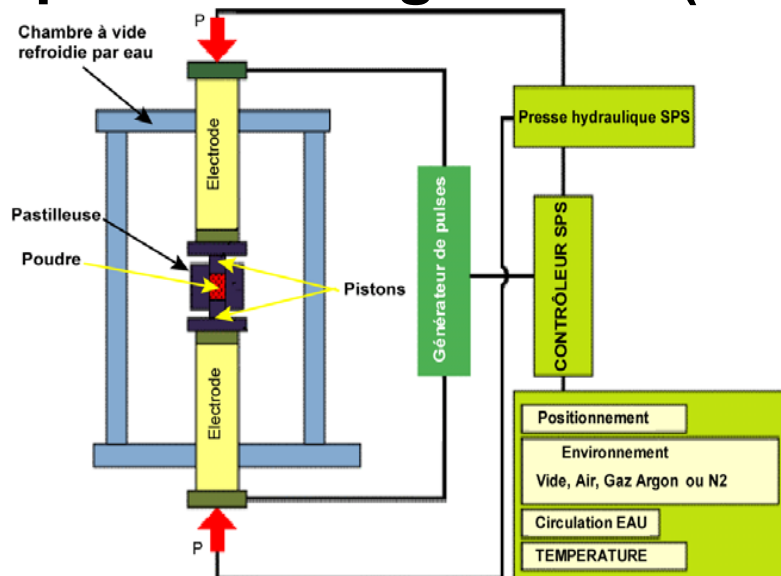 P
Chambre à vide
refroidie par eau
Presse hydraulique SPS
Electrode
Générateur de pulses
CONTRÔLEUR SPS
Pastilleuse
Poudre
Pistons
Electrode
Positionnement
Environnement
Vide, Air, Gaz Argon ou N2
Circulation EAU
TEMPERATURE
P